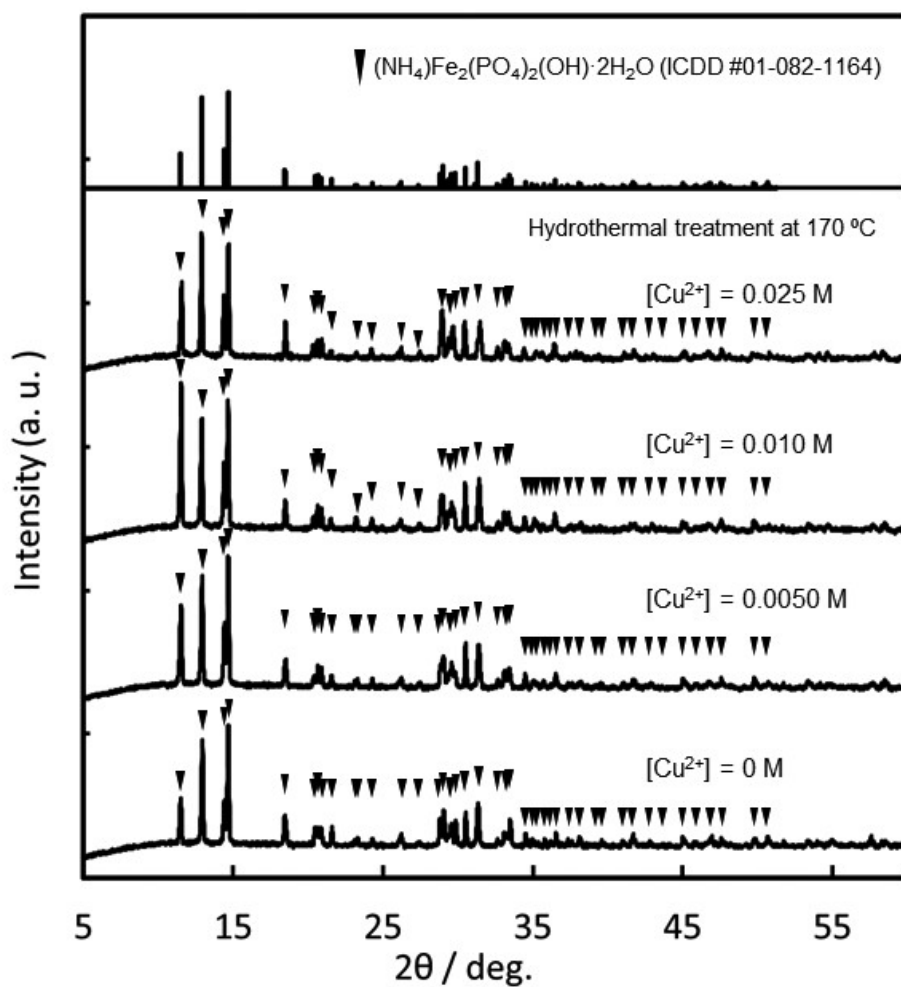 (NH₄)Fe₂(PO₄)₂(OH)·2H₂O (ICDD #01-082-1164)
Hydrothermal treatment at 170 ºC
[Cu²⁺] = 0.025 M
[Cu²⁺] = 0.010 M
[Cu²⁺] = 0.0050 M
[Cu²⁺] = 0 M
Intensity (a. u.)
5 15 25 35 45 55
2θ / deg.